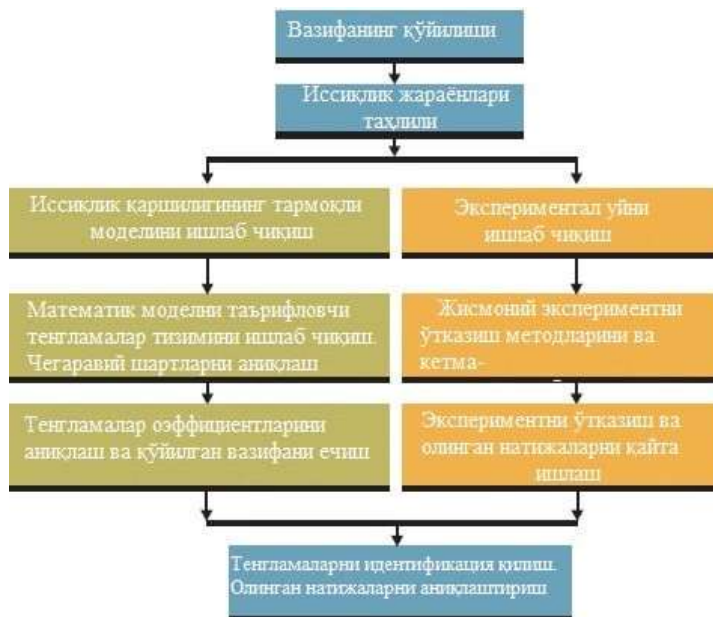 Вазифанинг қўйилиши
Иссиқлик жараёнлари
таҳлили
Иссиқлик қаршилигининг тармоқли
моделини ишлаб чиқиш
Экспериментал уйни
ишлаб чиқиш
Математик моделни таърифловчи
тенгламалар тизимини ишлаб чиқиш.
Чегаравий шартларни аниқлаш
Жисмоний экспериментни
ўтказиш методларини ва
кетма-
Тенгламалар оэффициентларини
аниқлаш ва қўйилган вазифани ечиш
Экспериментни ўтказиш ва
олинган натижаларни қайта
ишлаш
Тенгламаларни идентификация қилиш.
Олинган натижаларни аниқлаштириш